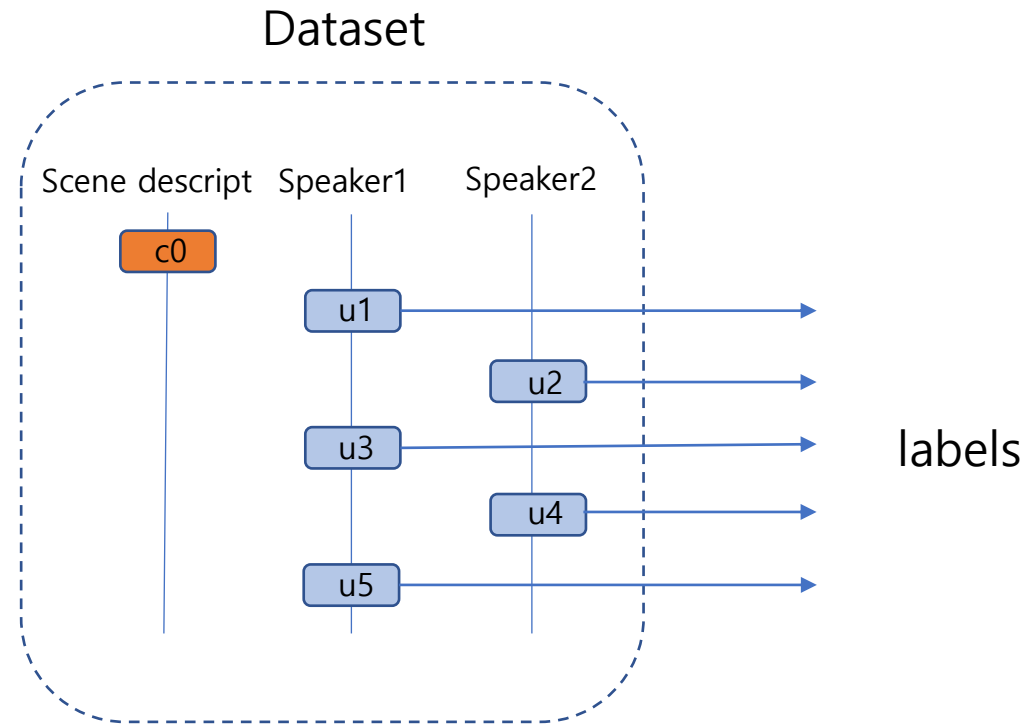 Dataset
Scene descript
Speaker1
Speaker2
c0
u1
u2
u3
labels
u4
u5